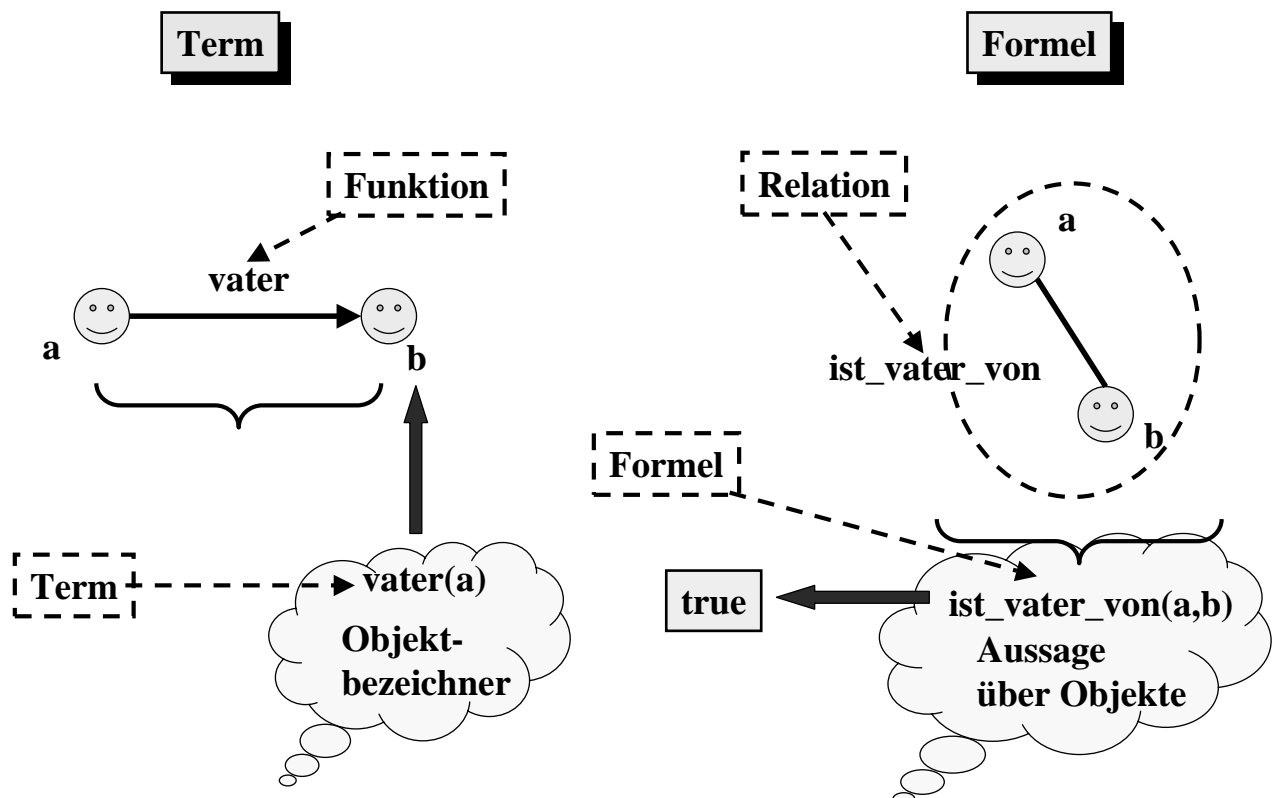 Term
Formel
Funktion
vater
a
b
Term
vater(a)
Objekt-
bezeichner
Relation
a
ist_vater_von
b
Formel
true
ist_vater_von(a,b)
Aussage
über Objekte